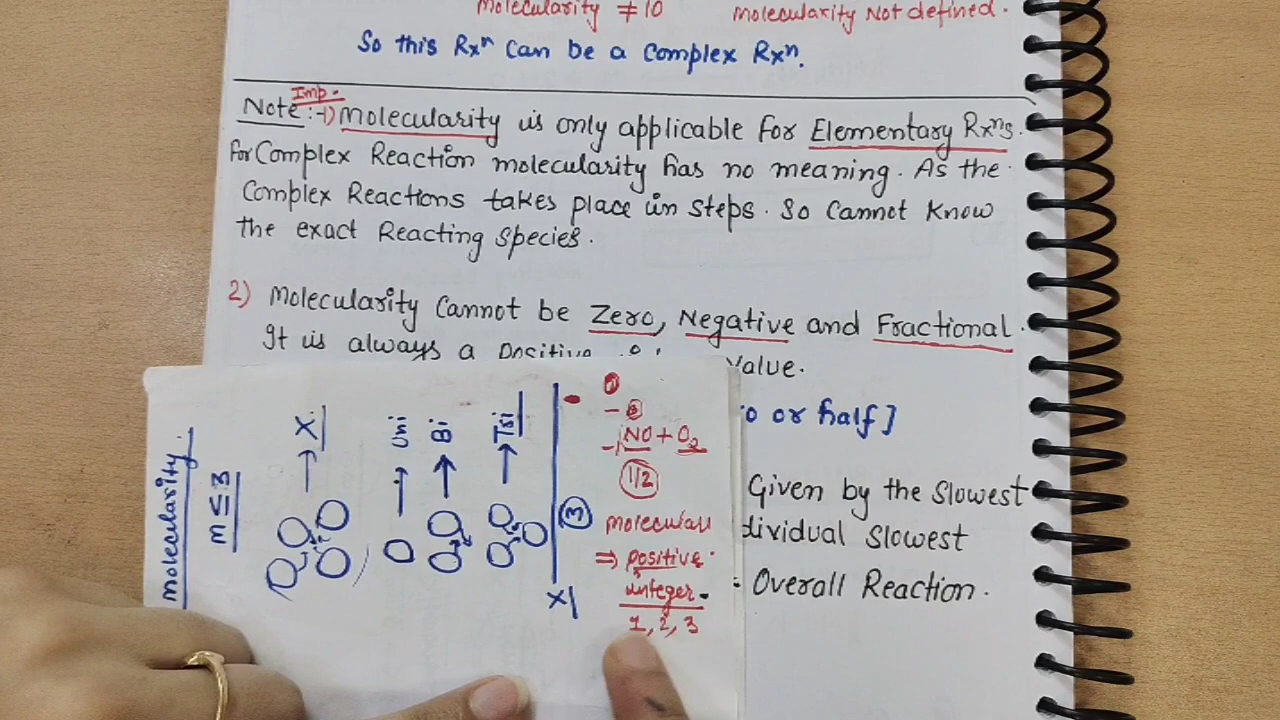 Molecularity ≠ 10 Molecularity Not defined.
So this Rxⁿ Can be a Complex Rxⁿ.
Imp.
Note :-1) Molecularity is only applicable for Elementary Rxⁿs.
For Complex Reaction molecularity has no meaning. As the
Complex Reactions takes place in steps. So Cannot Know
the exact Reacting Species.
2) Molecularity Cannot be Zero, Negative and Fractional.
It is always a Positive value.
or half]
Given by the Slowest
dividual Slowest
= Overall Reaction.
Molecularity.
m ≤ 3
→ X
→ Uni
→ Bi
→ Tri
③
X
NO + O₂
1/2
positive
integer.
1, 2, 3